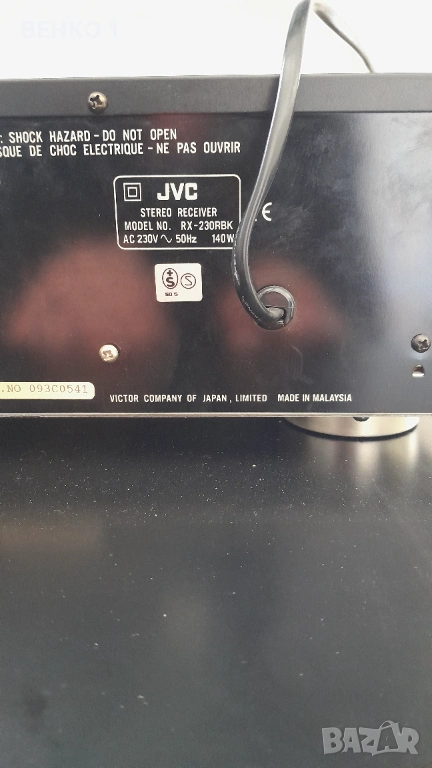 BEHKO 1
: SHOCK HAZARD - DO NOT OPEN
SQUE DE CHOC ELECTRIQUE - NE PAS OUVRIR
JVC
STEREO RECEIVER
MODEL NO. RX-230RBK
AC 230V ~ 50Hz 140W
CE
S S
.NO 093C0541
VICTOR COMPANY OF JAPAN, LIMITED MADE IN MALAYSIA
BAZAR